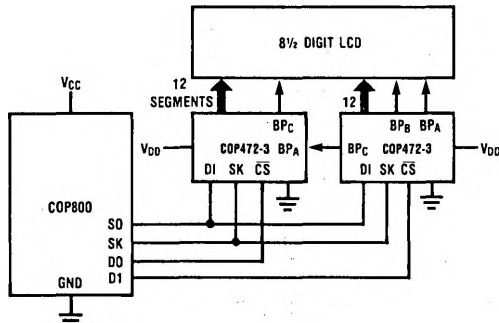 8½ DIGIT LCD
12
SEGMENTS
12
VCC
BPC
BPB BPA
VDD
COP472-3 BPA
BPC COP472-3
VDD
DI SK CS
DI SK CS
COP800
SO
SK
D0
D1
GND